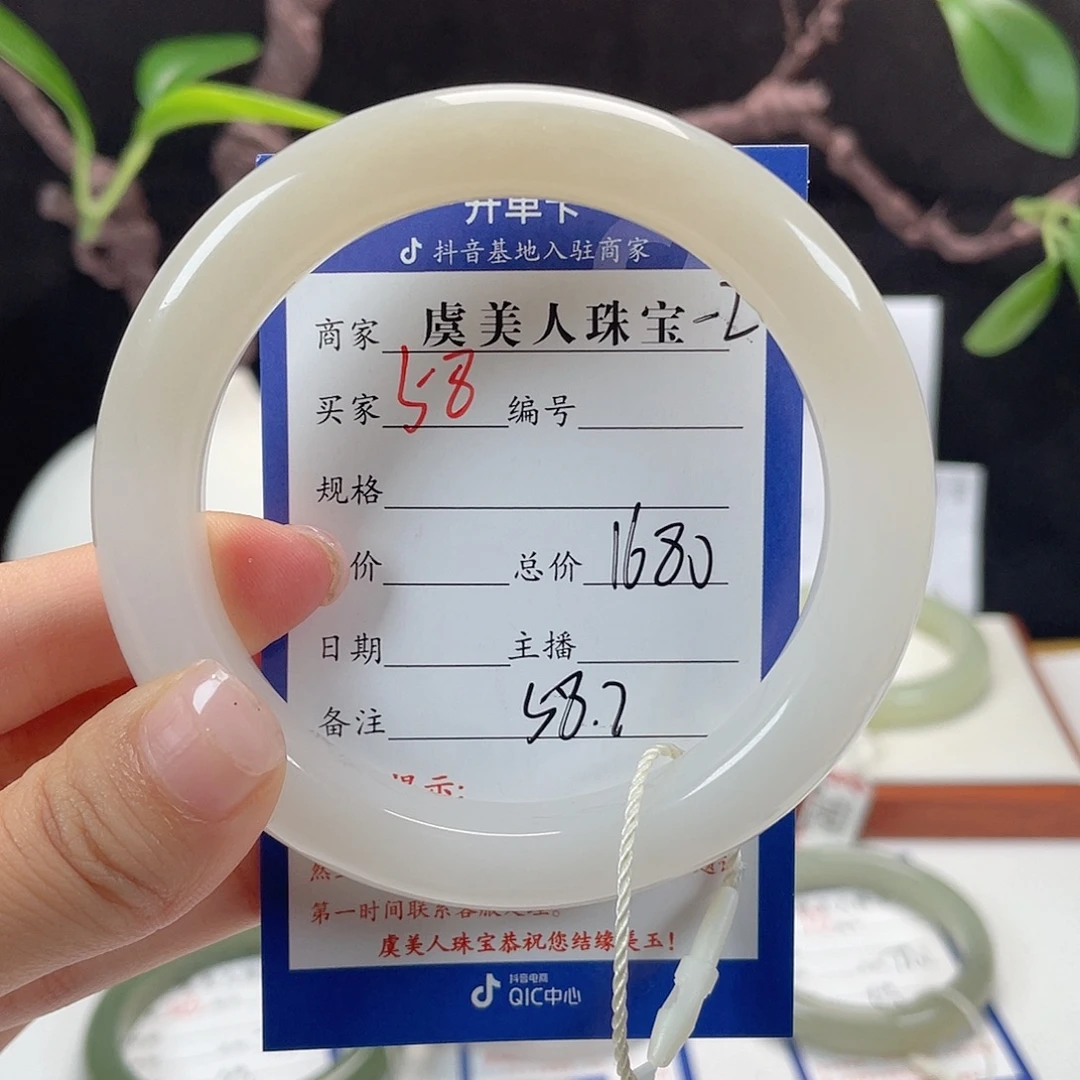 开单卡
抖音基地入驻商家
商家 虞美人珠宝-2
买家 58 编号
规格
价 总价 1680
日期 主播
备注 58.7
提示:
第一时间联系客服处理。
虞美人珠宝恭祝您结缘美玉!
抖音电商
QIC中心